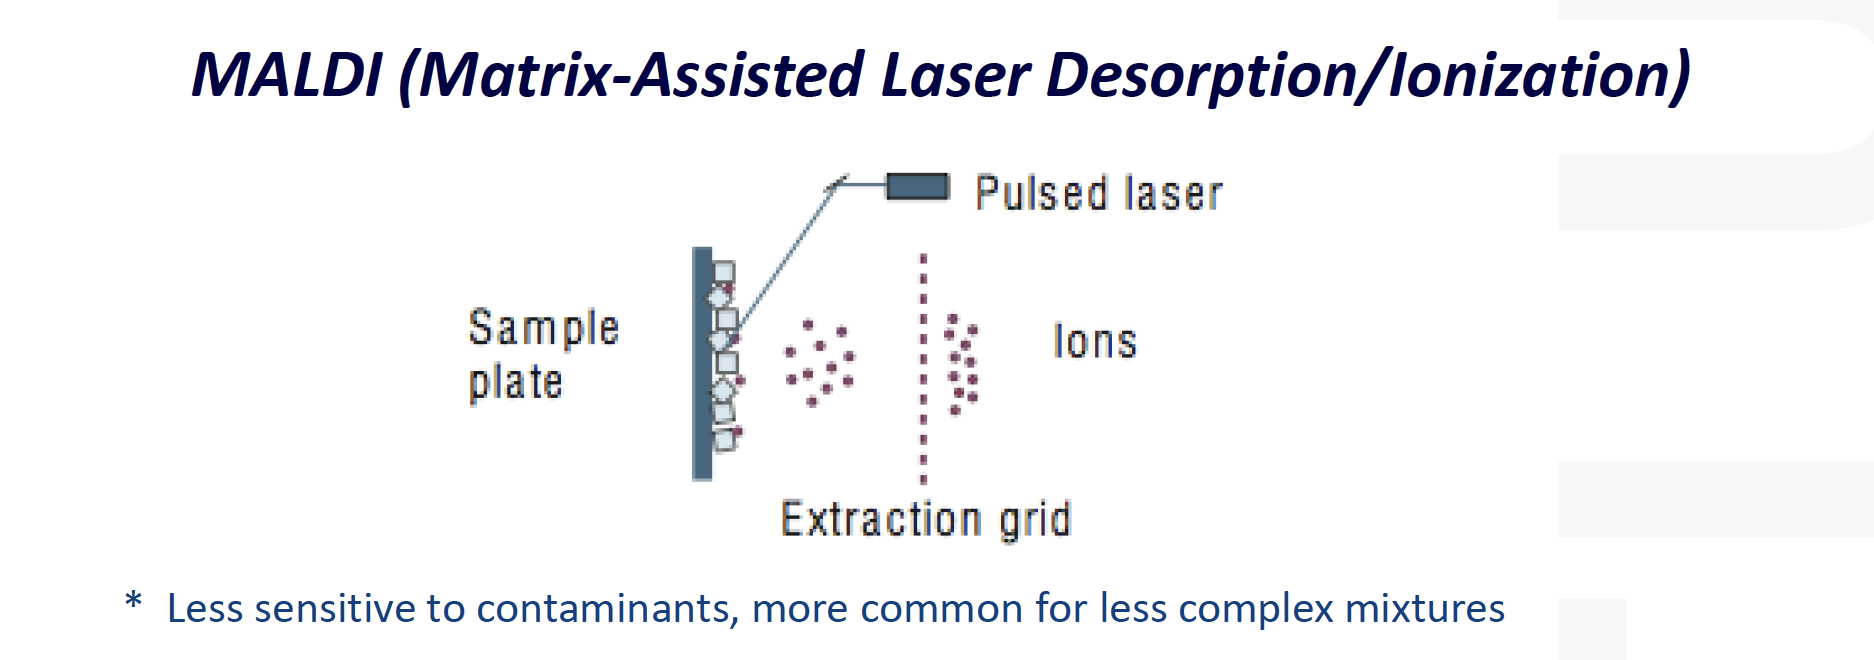 MALDI (Matrix-Assisted Laser Desorption/Ionization)
Pulsed laser
Sample
plate
Ions
Extraction grid
* Less sensitive to contaminants, more common for less complex mixtures